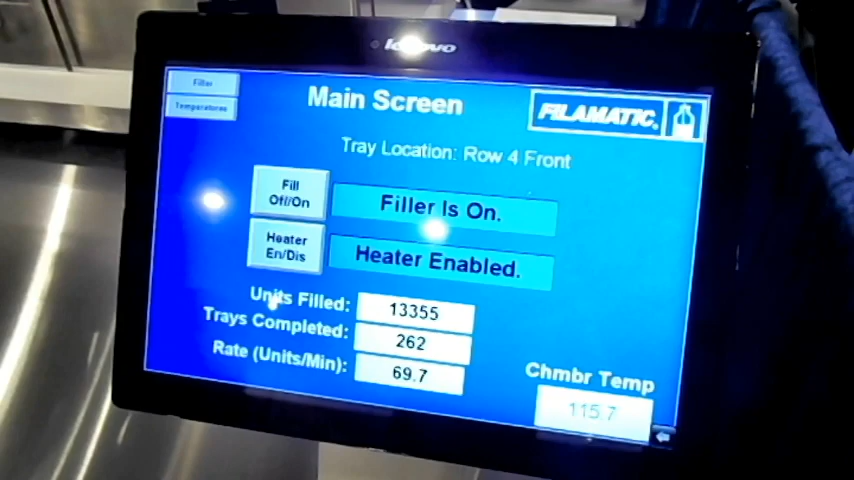 lenovo
Filler
Temperatures
Main Screen
FILAMATIC.
Tray Location: Row 4 Front
Fill
Off/On
Filler Is On.
Heater
En/Dis
Heater Enabled.
Units Filled: 13355
Trays Completed: 262
Rate (Units/Min): 69.7
Chmbr Temp
115.7